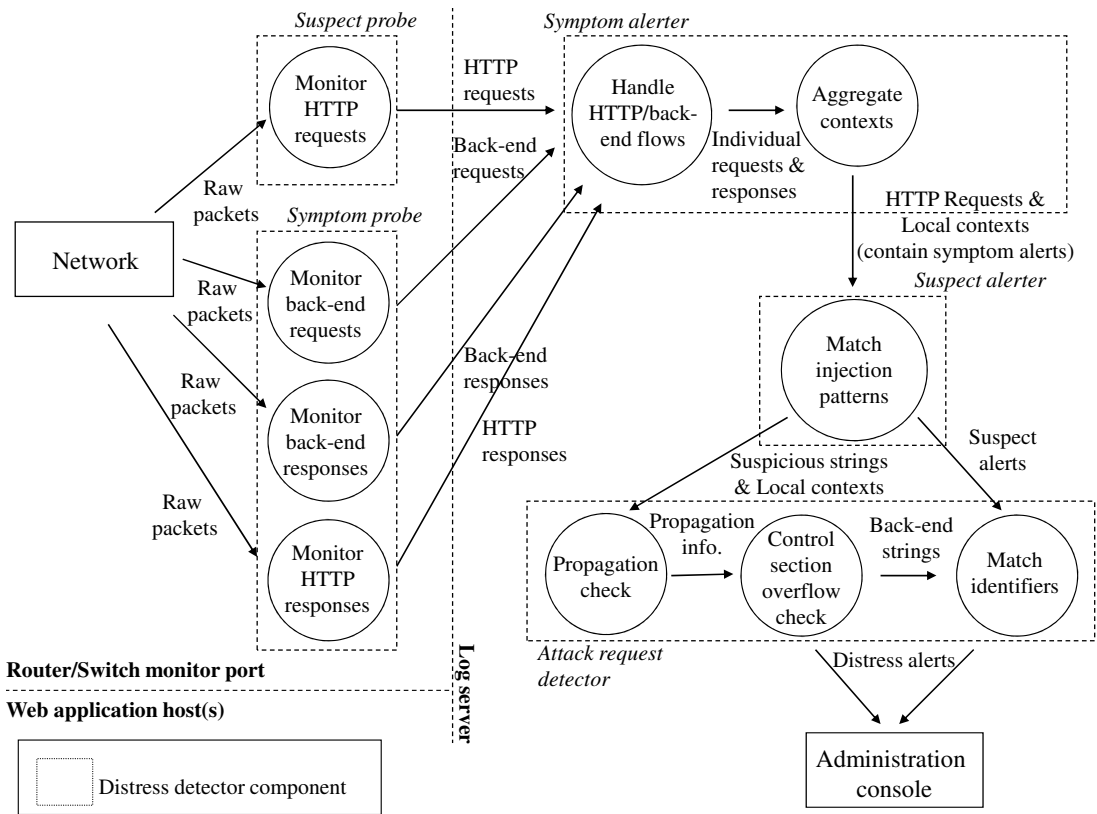 Suspect probe
Monitor
HTTP
requests
HTTP
requests
Symptom alerter
Handle
HTTP/back-
end flows
Aggregate
contexts
Individual
requests &
responses
Back-end
requests
Raw
packets
Symptom probe
Network
Monitor
back-end
requests
Raw
packets
HTTP Requests &
Local contexts
(contain symptom alerts)
Suspect alerter
Match
injection
patterns
Back-end
responses
Raw
packets
Monitor
back-end
responses
HTTP
responses
Suspect
alerts
Suspicious strings
& Local contexts
Raw
packets
Monitor
HTTP
responses
Propagation
check
Propagation
info.
Control
section
overflow
check
Back-end
strings
Match
identifiers
Attack request
detector
Distress alerts
Router/Switch monitor port
Web application host(s)
Log server
Distress detector component
Administration
console